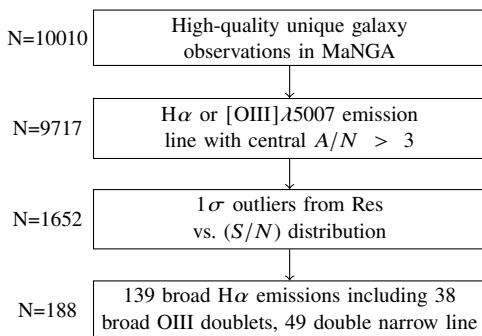 N=10010
High-quality unique galaxy
observations in MaNGA
N=9717
Hα or [OIII]λ5007 emission
line with central A/N > 3
N=1652
1σ outliers from Res
vs. (S/N) distribution
N=188
139 broad Hα emissions including 38
broad OIII doublets, 49 double narrow line